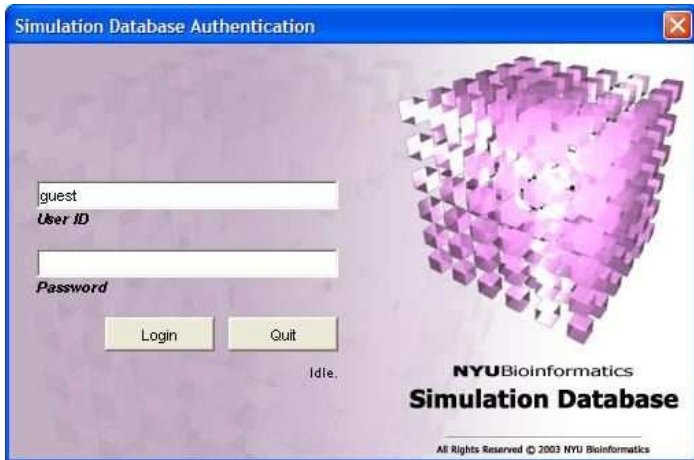 Simulation Database Authentication
guest
User ID
Password
Login Quit
Idle.
NYUBioinformatics
Simulation Database
All Rights Reserved © 2003 NYU Bioinformatics